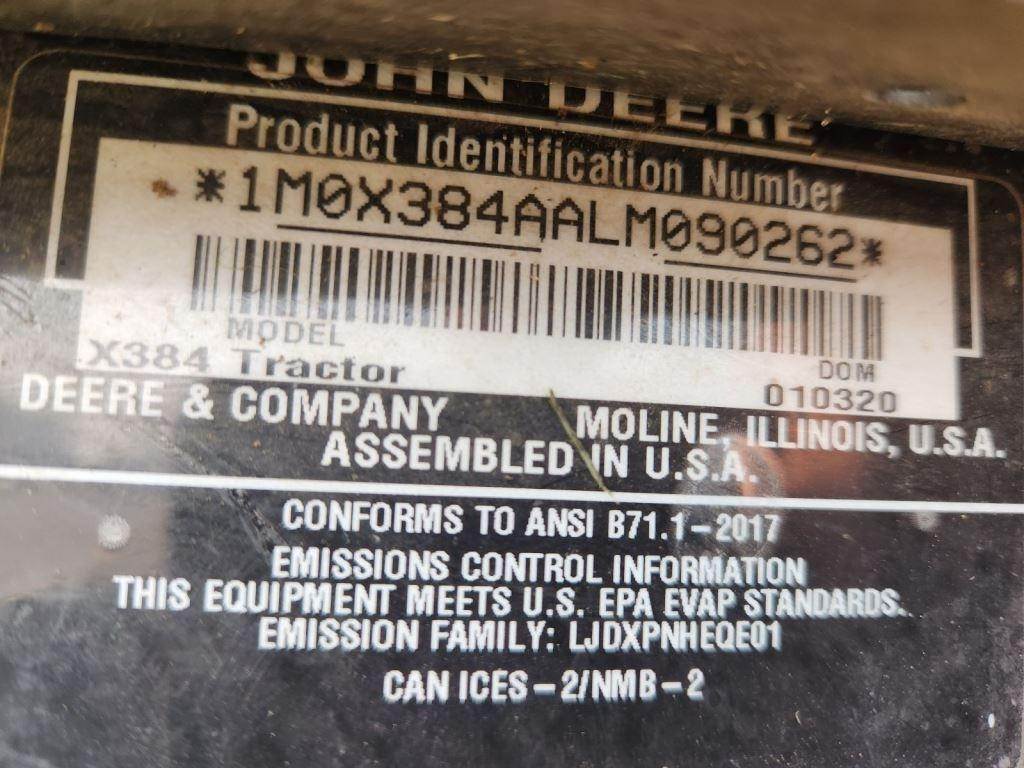 JOHN DEERE
Product Identification Number
*1M0X384AALM090262*
MODEL
X384 Tractor
DOM
010320
DEERE & COMPANY MOLINE, ILLINOIS, U.S.A.
ASSEMBLED IN U.S.A.
CONFORMS TO ANSI B71.1-2017
EMISSIONS CONTROL INFORMATION
THIS EQUIPMENT MEETS U.S. EPA EVAP STANDARDS.
EMISSION FAMILY: LJDXPNHEQE01
CAN ICES-2/NMB-2